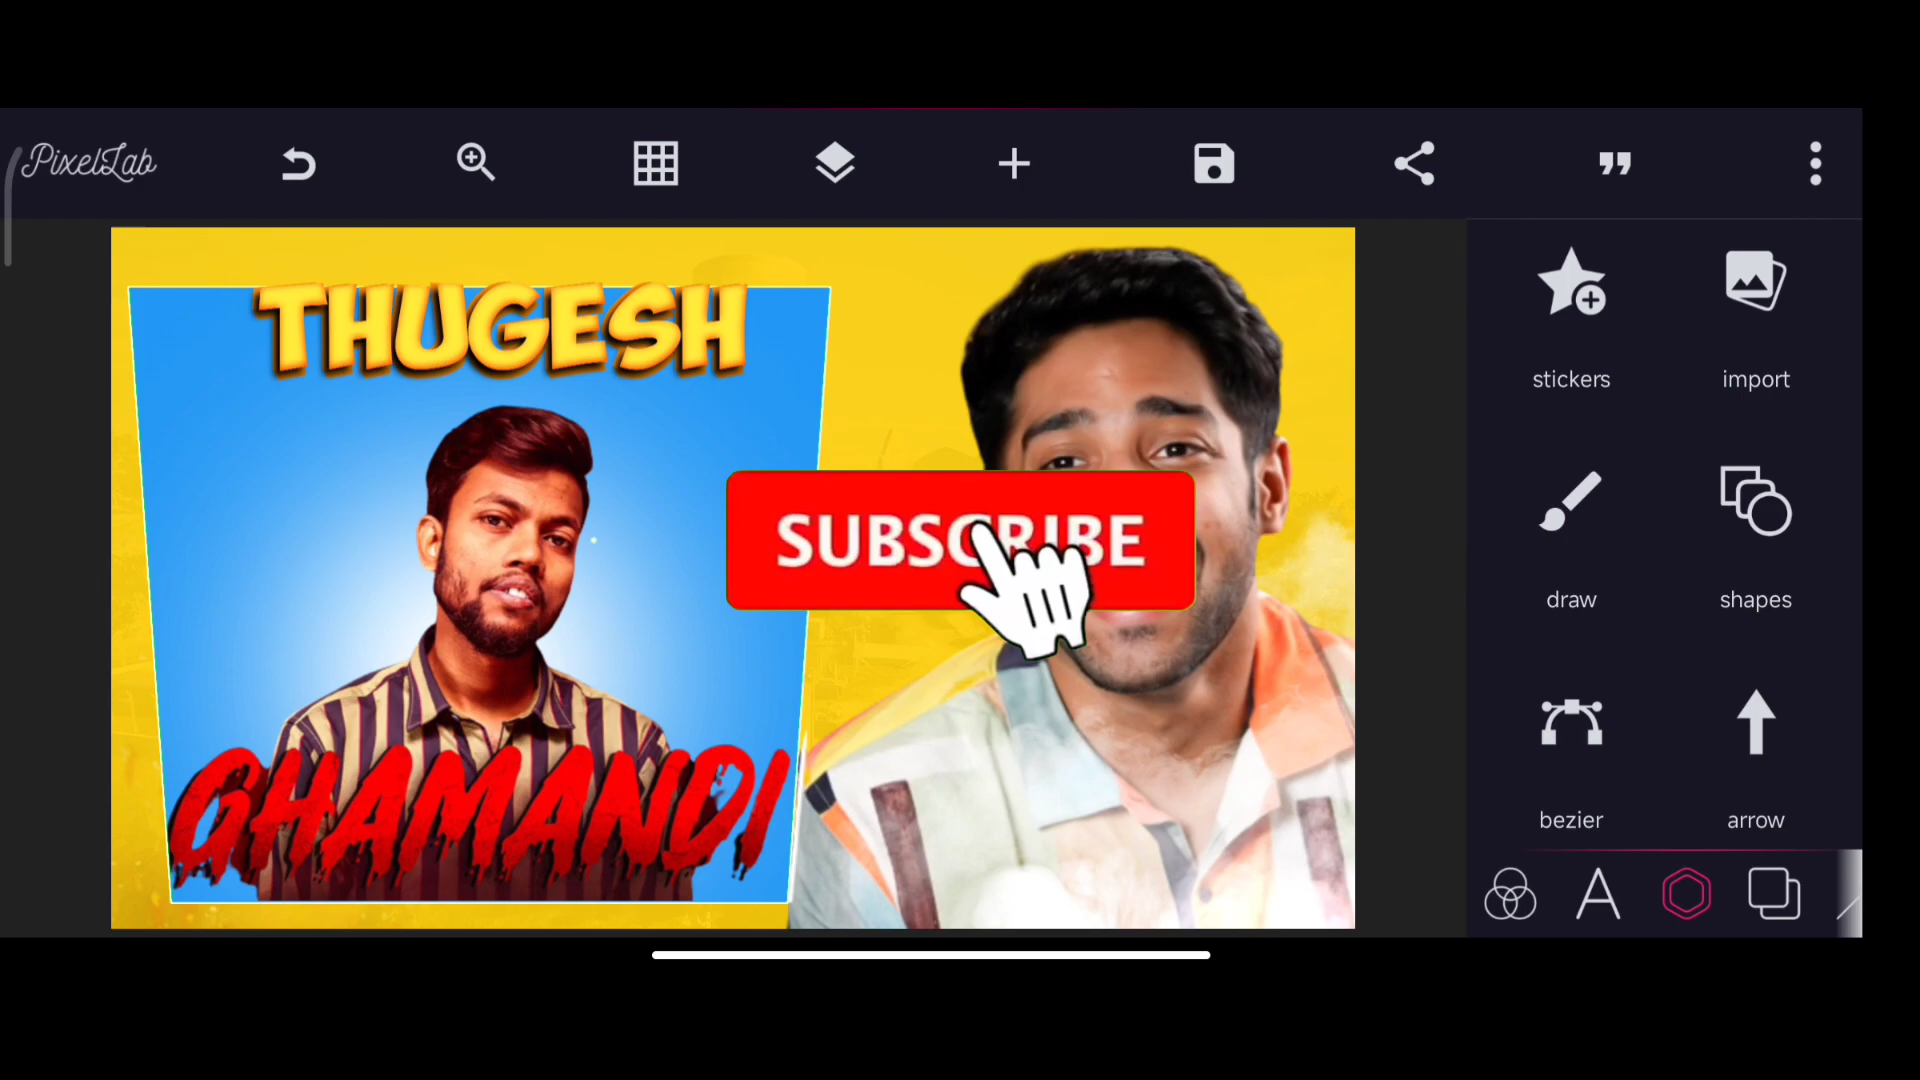 PixelLab
THUGESH
stickers
import
SUBSCRIBE
draw
shapes
GHAMANDI
bezier
arrow